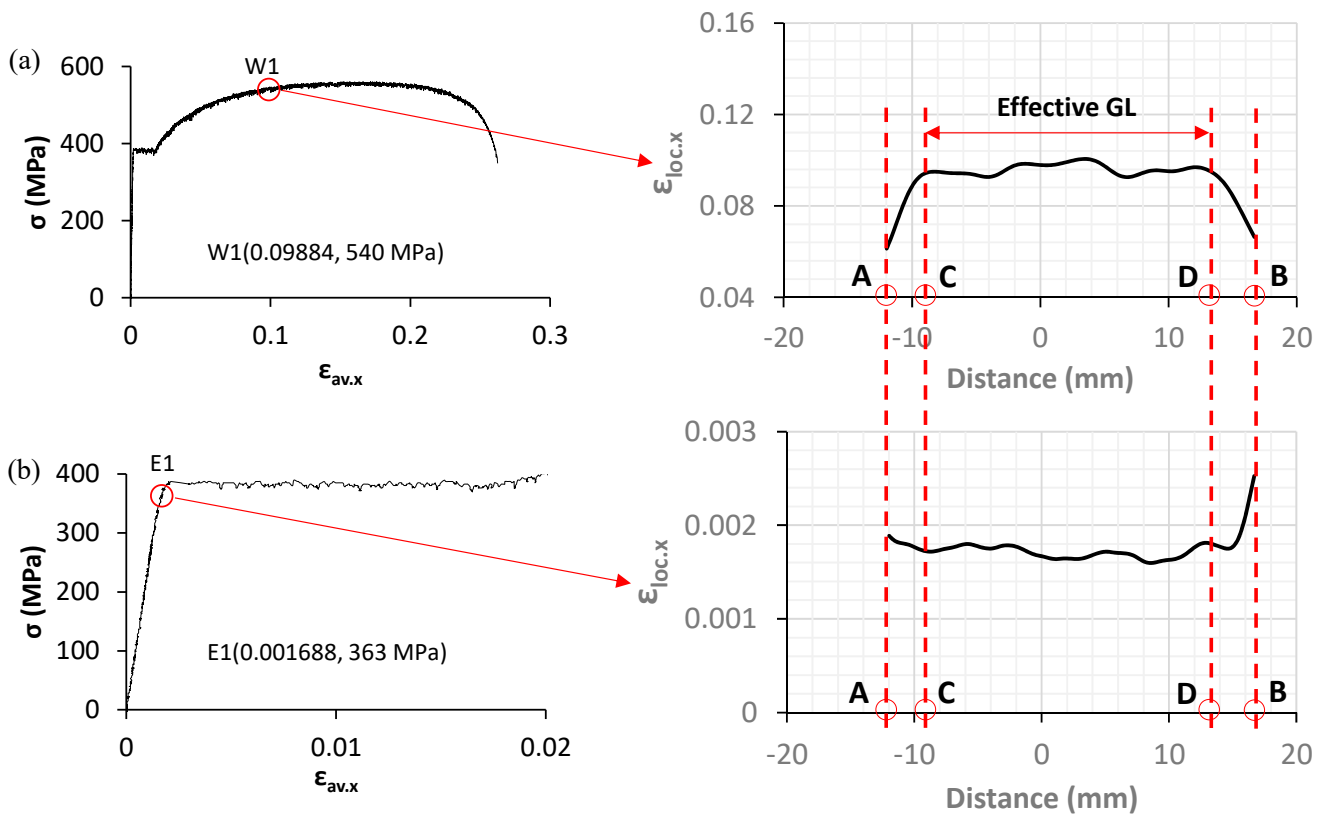 (a)
W1
600
400
200
0
σ (MPa)
W1(0.09884, 540 MPa)
0
0.1
0.2
0.3
εav.x
0.16
0.12
0.08
0.04
εloc.x
Effective GL
A
C
D
B
-20
-10
0
10
20
Distance (mm)
(b)
E1
400
300
200
100
0
σ (MPa)
E1(0.001688, 363 MPa)
0
0.01
0.02
εav.x
0.003
0.002
0.001
0
εloc.x
A
C
D
B
-20
-10
0
10
20
Distance (mm)